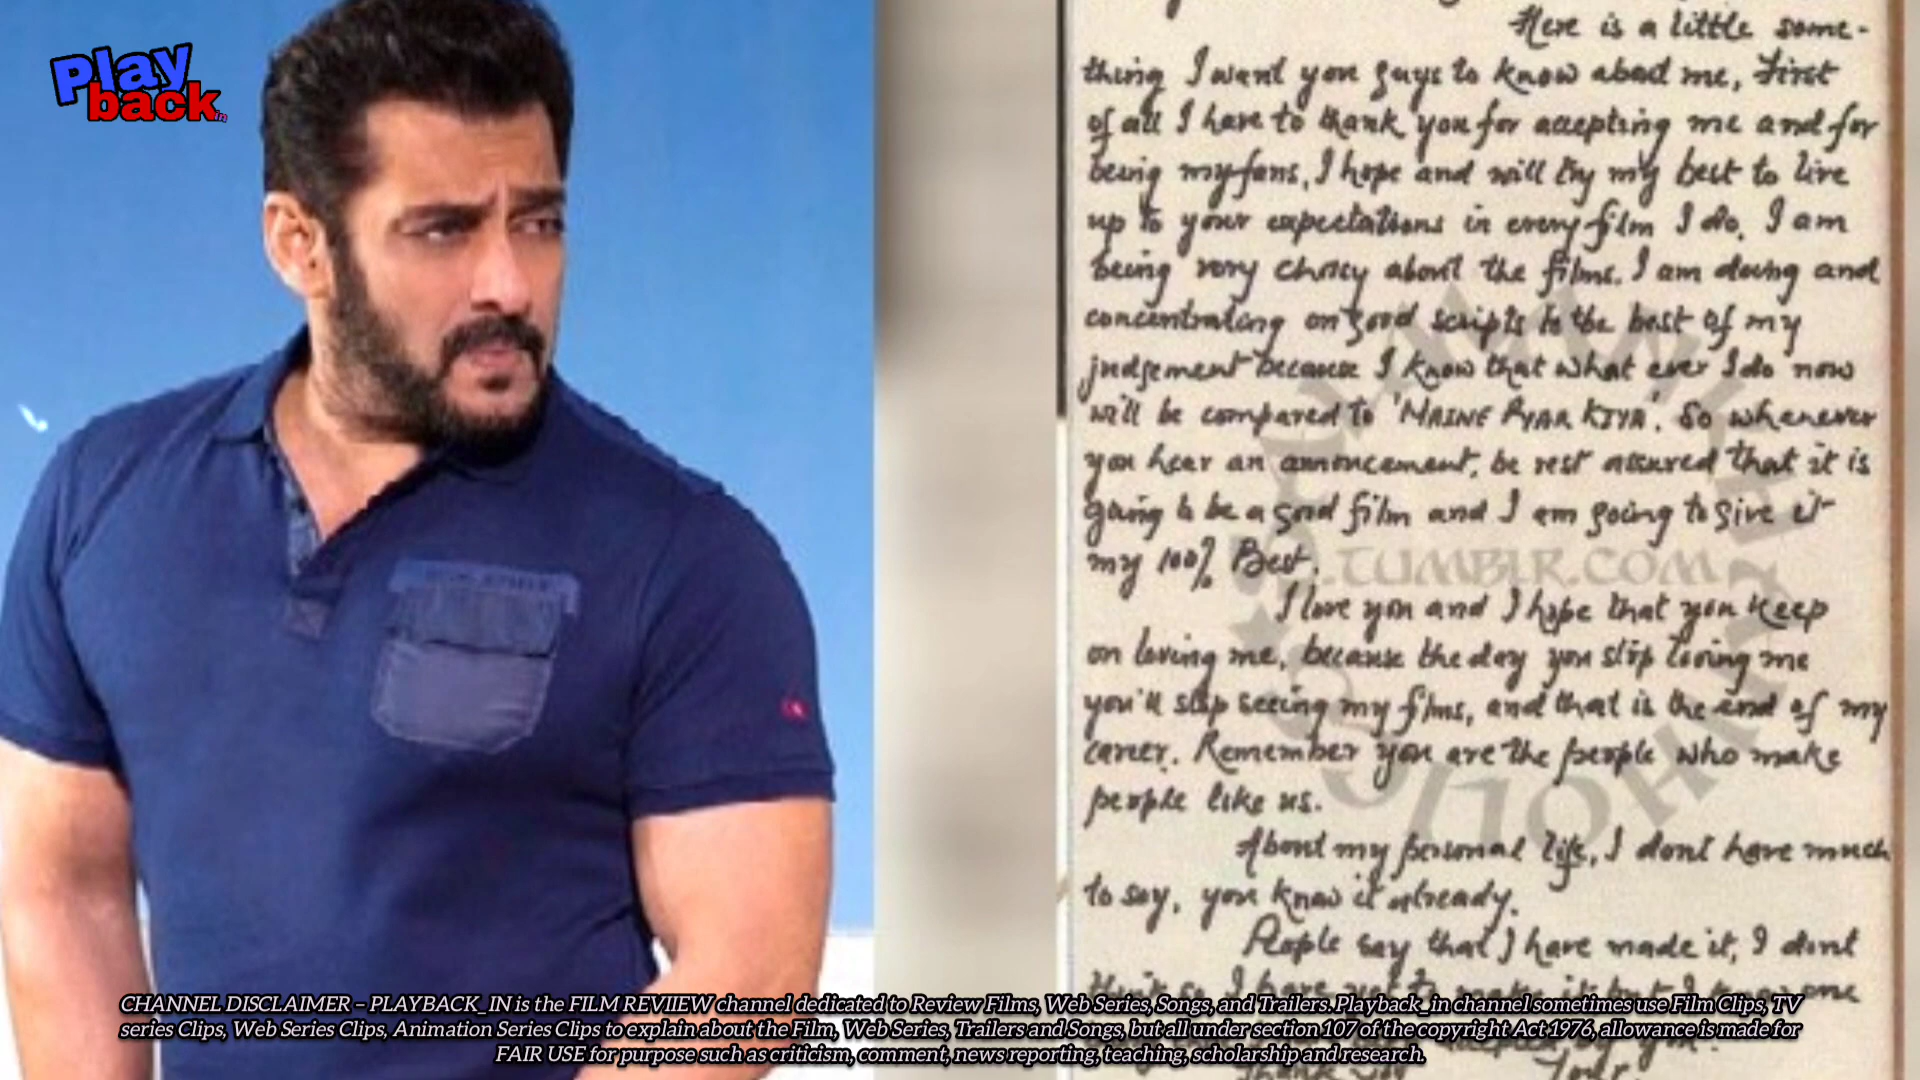 Play
back
in
Here is a little some-
thing I want you guys to know about me, First
of all I have to thank you for accepting me and for
being my fans, I hope and will try my best to live
up to your expectations in every film I do. I am
being very choisy about the films. I am doing and
concentrating on good scripts to the best of my
judgement because I know that what ever I do now
will be compared to 'MAINE PYAR KIYA'. So whenever
you hear an annoncement, be rest assured that it is
going to be a good film and I am going to give it
my 100% Best.
.TUMBLR.COM
I love you and I hope that you keep
on loving me, because the day you stop loving me
you'll stop seeing my films, and that is the end of my
career. Remember you are the people who make
people like us.
About my personal life, I dont have much
to say, you know it already.
People say that I have made it, I dont
CHANNEL DISCLAIMER – PLAYBACK_IN is the FILM REVIIEW channel dedicated to Review Films, Web Series, Songs, and Trailers. Playback_in channel sometimes use Film Clips, TV
series Clips, Web Series Clips, Animation Series Clips to explain about the Film, Web Series, Trailers and Songs, but all under section 107 of the copyright Act 1976, allowance is made for
FAIR USE for purpose such as criticism, comment, news reporting, teaching, scholarship and research.